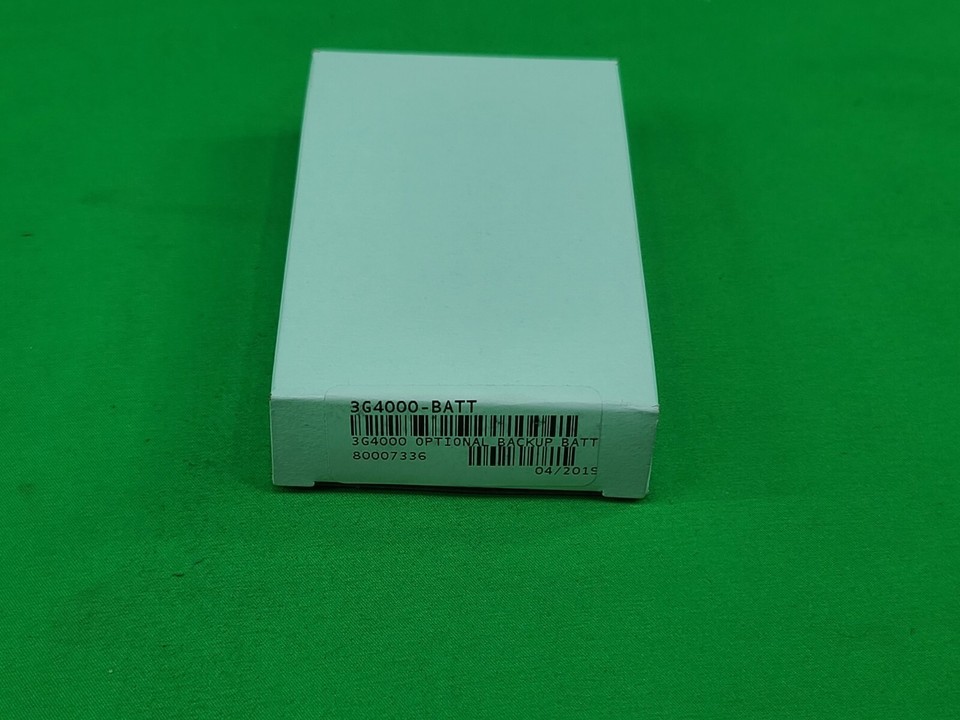 3G4000-BATT
3G4000 OPTIONAL BACKUP BATT
80007336
04/2019